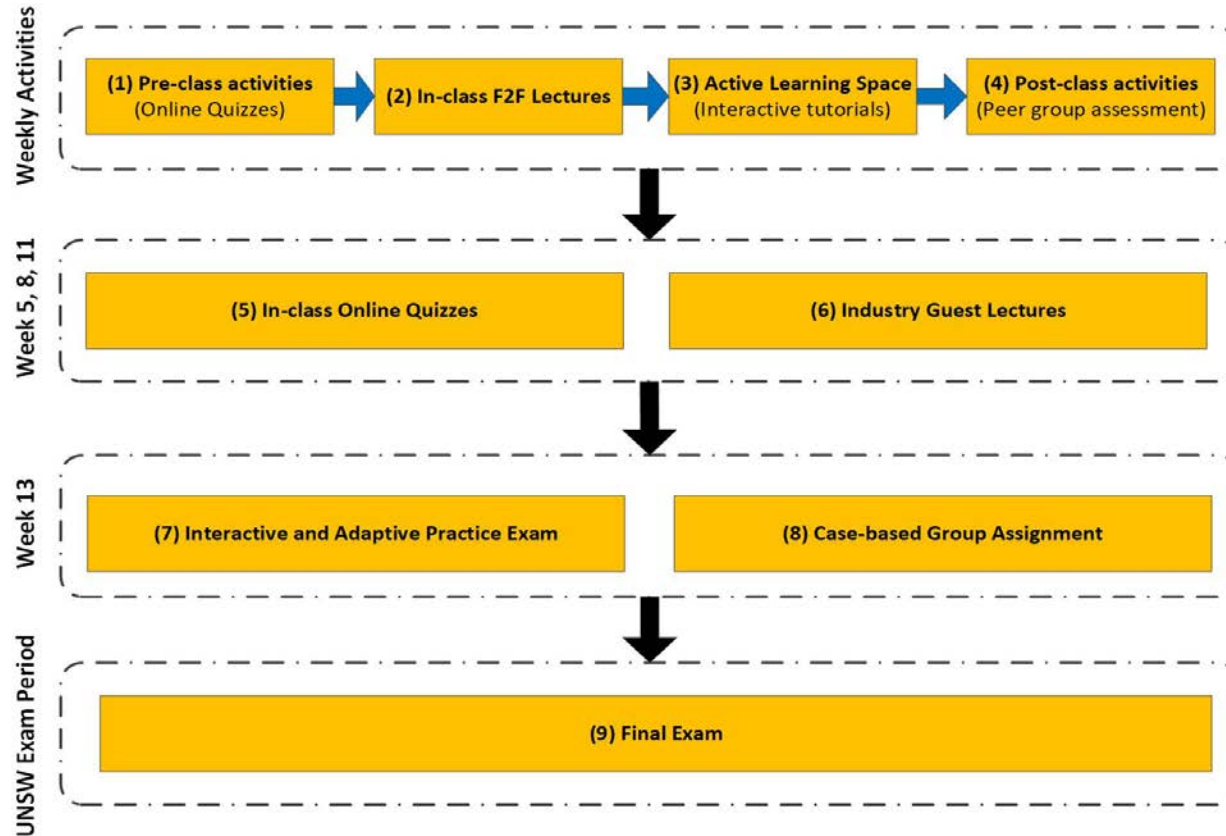 Weekly Activities
(1) Pre-class activities
(Online Quizzes)
(2) In-class F2F Lectures
(3) Active Learning Space
(Interactive tutorials)
(4) Post-class activities
(Peer group assessment)
Week 5, 8, 11
(5) In-class Online Quizzes
(6) Industry Guest Lectures
Week 13
(7) Interactive and Adaptive Practice Exam
(8) Case-based Group Assignment
UNSW Exam Period
(9) Final Exam